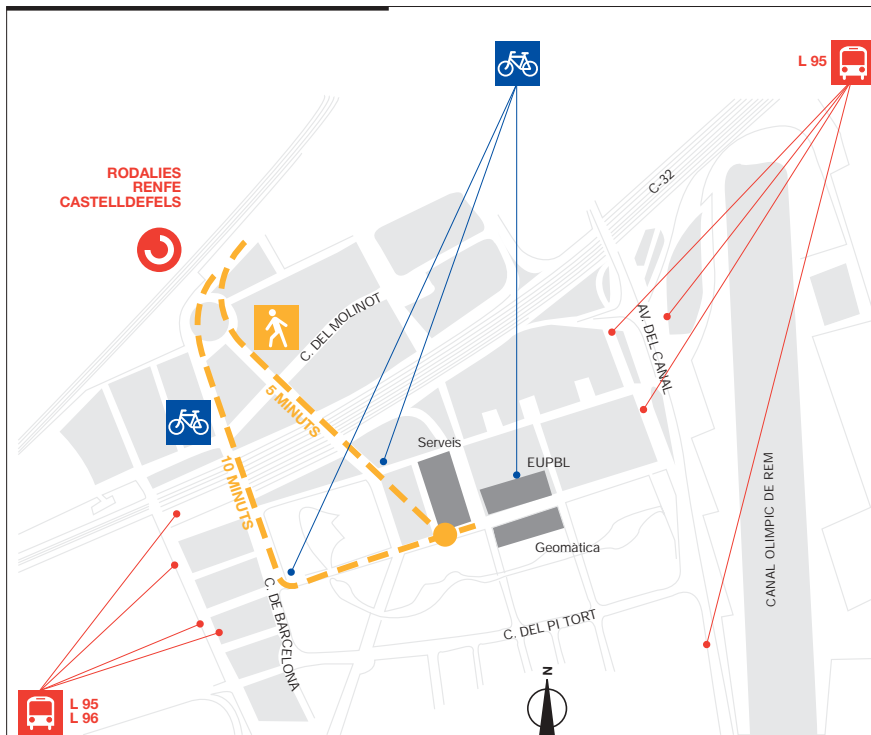 L 95
C-32
RODALIES
RENFE
CASTELLDEFELS
C. DEL MOLINOT
AV. DEL CANAL
5 MINUTS
10 MINUTS
Serveis
EUPBL
Geomàtica
CANAL OLIMPIC DE REM
C. DE BARCELONA
C. DEL PI TORT
N
L 95
L 96